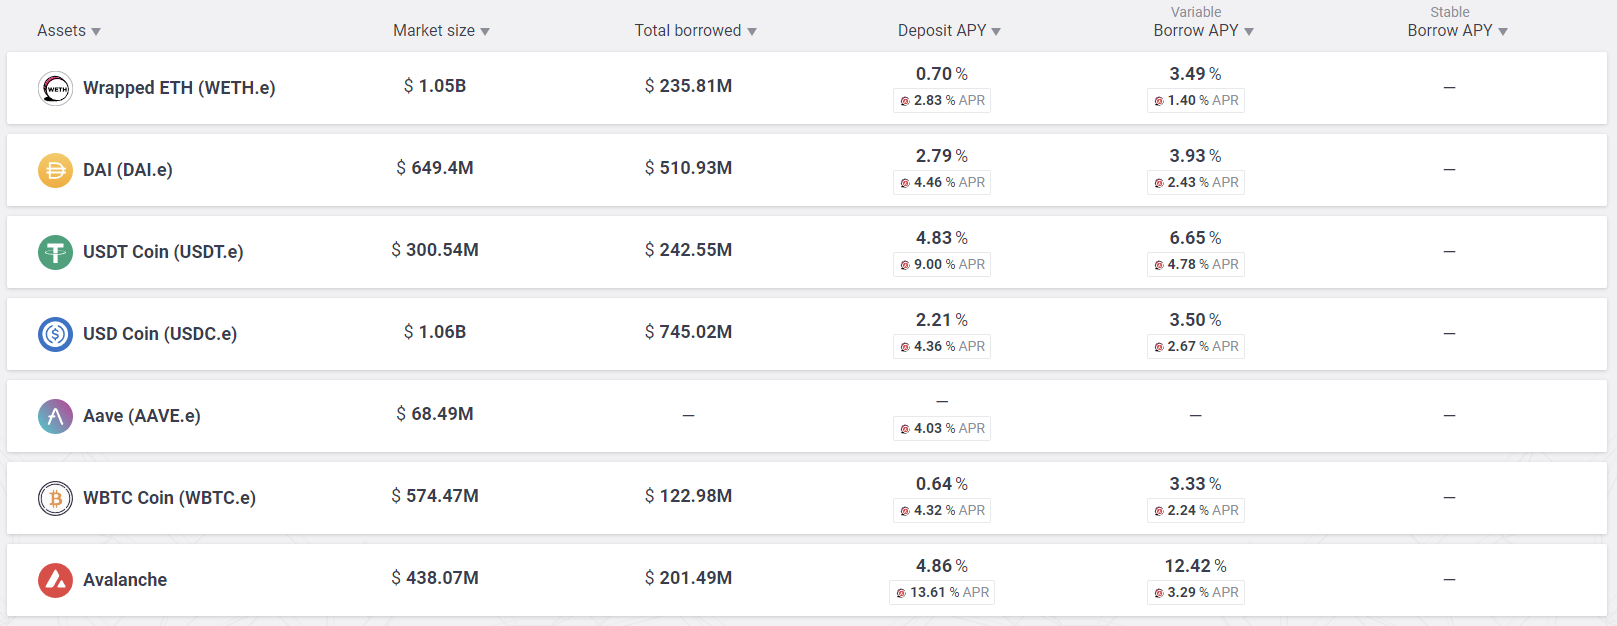 Assets ▼ Market size ▼ Total borrowed ▼ Deposit APY ▼ Variable Borrow APY ▼ Stable Borrow APY ▼
WETH Wrapped ETH (WETH.e) $ 1.05B $ 235.81M 0.70 % 3.49 % —
2.83 % APR 1.40 % APR
DAI (DAI.e) $ 649.4M $ 510.93M 2.79 % 3.93 % —
4.46 % APR 2.43 % APR
USDT Coin (USDT.e) $ 300.54M $ 242.55M 4.83 % 6.65 % —
9.00 % APR 4.78 % APR
USD Coin (USDC.e) $ 1.06B $ 745.02M 2.21 % 3.50 % —
4.36 % APR 2.67 % APR
Aave (AAVE.e) $ 68.49M — — — —
4.03 % APR
WBTC Coin (WBTC.e) $ 574.47M $ 122.98M 0.64 % 3.33 % —
4.32 % APR 2.24 % APR
Avalanche $ 438.07M $ 201.49M 4.86 % 12.42 % —
13.61 % APR 3.29 % APR